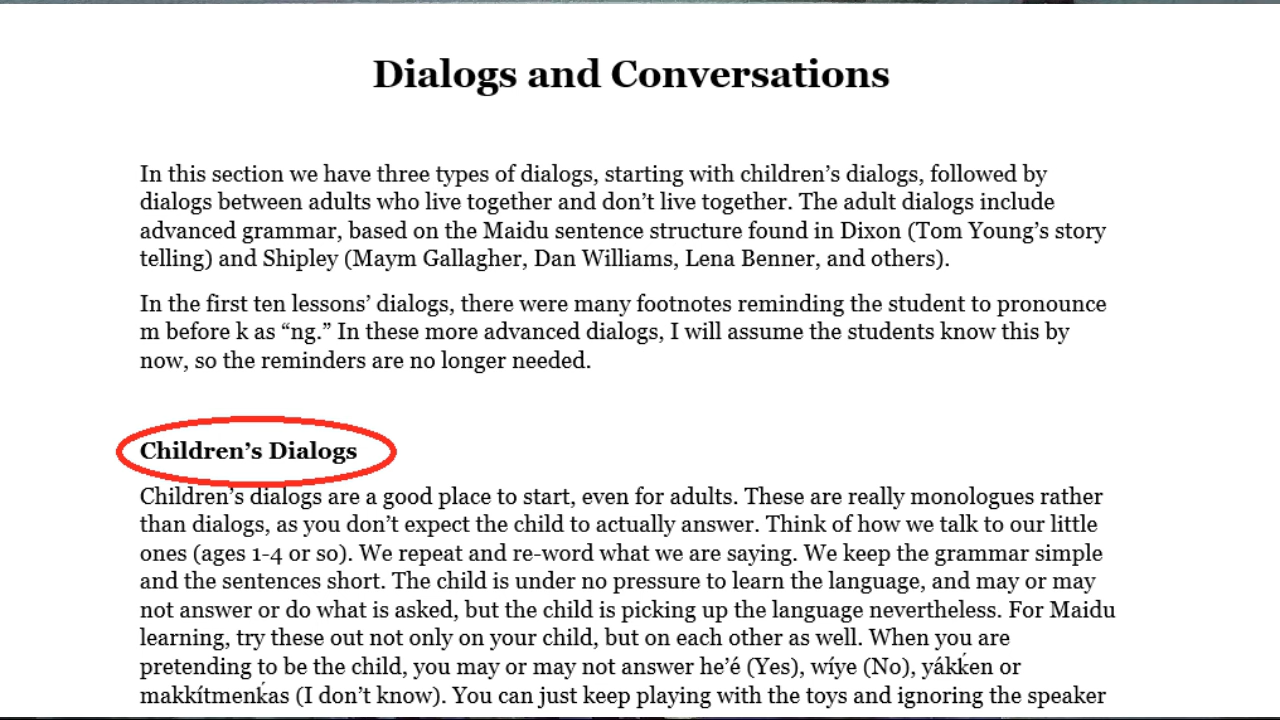 Dialogs and Conversations
In this section we have three types of dialogs, starting with children’s dialogs, followed by
dialogs between adults who live together and don’t live together. The adult dialogs include
advanced grammar, based on the Maidu sentence structure found in Dixon (Tom Young’s story
telling) and Shipley (Maym Gallagher, Dan Williams, Lena Benner, and others).
In the first ten lessons’ dialogs, there were many footnotes reminding the student to pronounce
m before k as “ng.” In these more advanced dialogs, I will assume the students know this by
now, so the reminders are no longer needed.
Children’s Dialogs
Children’s dialogs are a good place to start, even for adults. These are really monologues rather
than dialogs, as you don’t expect the child to actually answer. Think of how we talk to our little
ones (ages 1-4 or so). We repeat and re-word what we are saying. We keep the grammar simple
and the sentences short. The child is under no pressure to learn the language, and may or may
not answer or do what is asked, but the child is picking up the language nevertheless. For Maidu
learning, try these out not only on your child, but on each other as well. When you are
pretending to be the child, you may or may not answer he’é (Yes), wíye (No), yákḱen or
makkítmenḱas (I don’t know). You can just keep playing with the toys and ignoring the speaker